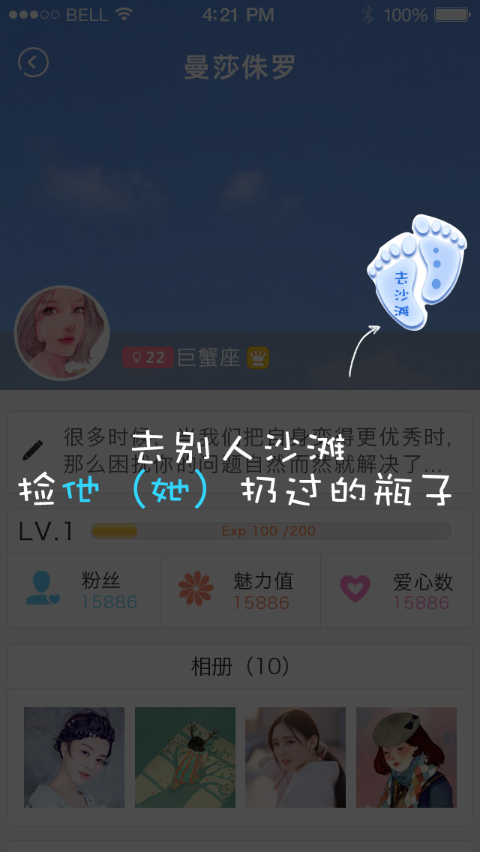 BELL 4:21 PM 100%
曼莎侏罗
去沙滩
22 巨蟹座
很多时候，当我们把自身变得更优秀时,
那么困扰你的问题自然而然就解决了...
去别人沙滩
捡他（她）扔过的瓶子
LV.1 Exp 100 /200
粉丝 魅力值 爱心数
15886 15886 15886
相册（10）